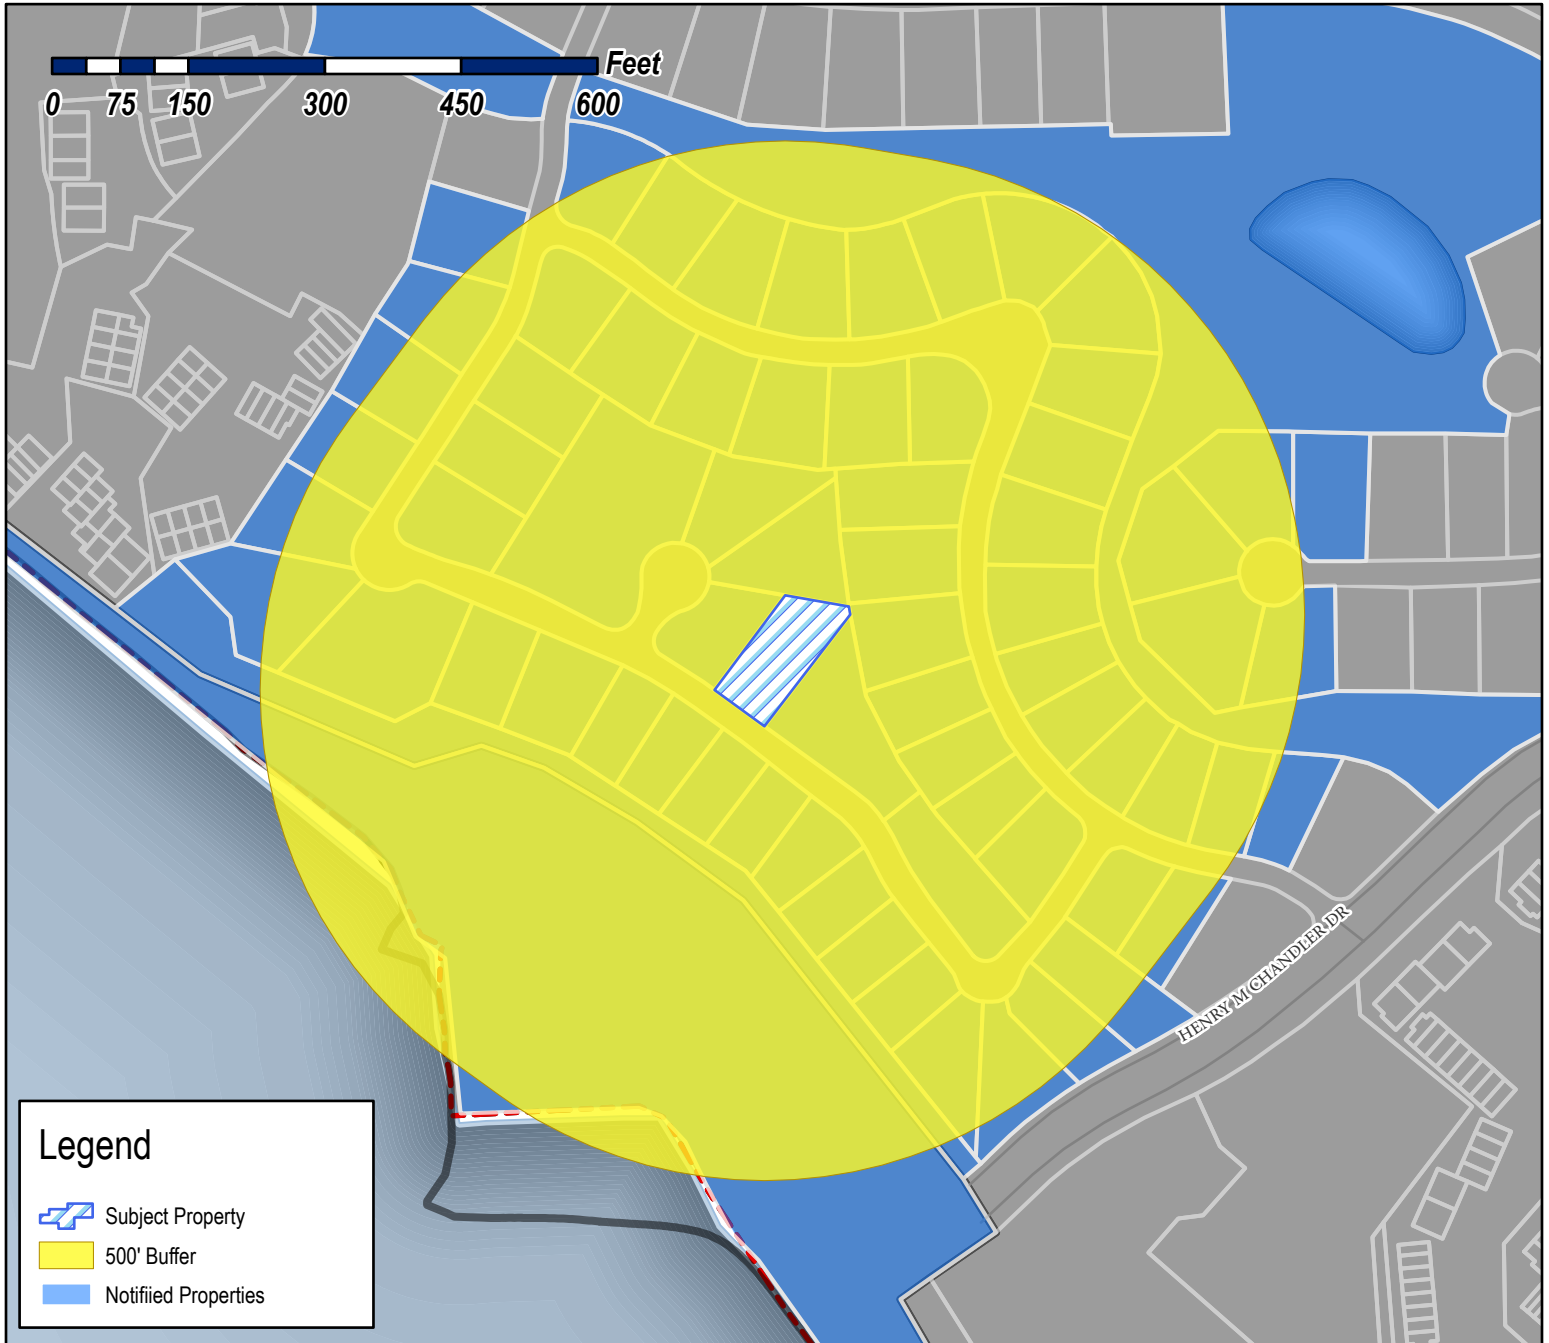 Feet
0 75 150 300 450 600
HENRY M CHANDLER DR
Legend
Subject Property
500' Buffer
Notifiied Properties